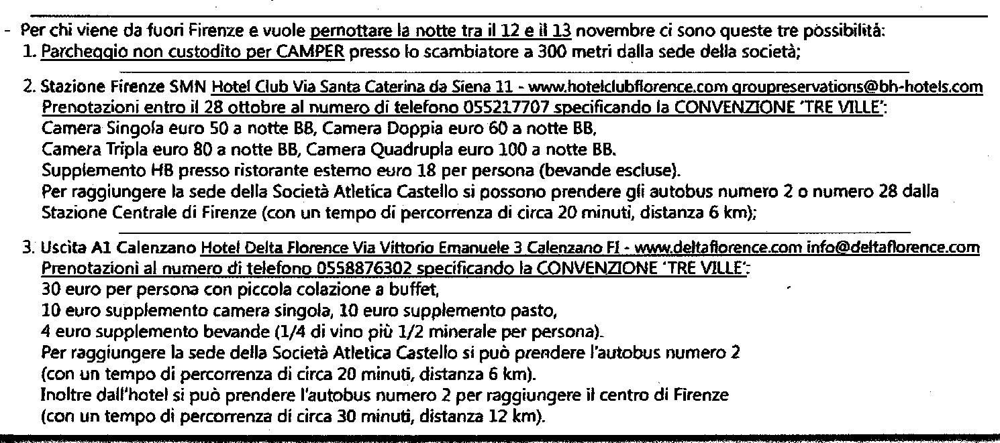 - Per chi viene da fuori Firenze e vuole pernottare la notte tra il 12 e il 13 novembre ci sono queste tre possibilità:
1. Parcheggio non custodito per CAMPER presso lo scambiatore a 300 metri dalla sede della società;
2. Stazione Firenze SMN Hotel Club Via Santa Caterina da Siena 11 - www.hotelclubflorence.com groupreservations@bh-hotels.com
Prenotazioni entro il 28 ottobre al numero di telefono 055217707 specificando la CONVENZIONE 'TRE VILLE':
Camera Singola euro 50 a notte BB, Camera Doppia euro 60 a notte BB,
Camera Tripla euro 80 a notte BB, Camera Quadrupla euro 100 a notte BB.
Supplemento HB presso ristorante esterno euro 18 per persona (bevande escluse).
Per raggiungere la sede della Società Atletica Castello si possono prendere gli autobus numero 2 o numero 28 dalla
Stazione Centrale di Firenze (con un tempo di percorrenza di circa 20 minuti, distanza 6 km);
3. Uscita A1 Calenzano Hotel Delta Florence Via Vittorio Emanuele 3 Calenzano FI - www.deltaflorence.com info@deltaflorence.com
Prenotazioni al numero di telefono 0558876302 specificando la CONVENZIONE 'TRE VILLE':
30 euro per persona con piccola colazione a buffet,
10 euro supplemento camera singola, 10 euro supplemento pasto,
4 euro supplemento bevande (1/4 di vino più 1/2 minerale per persona).
Per raggiungere la sede della Società Atletica Castello si può prendere l'autobus numero 2
(con un tempo di percorrenza di circa 20 minuti, distanza 6 km).
Inoltre dall'hotel si può prendere l'autobus numero 2 per raggiungere il centro di Firenze
(con un tempo di percorrenza di circa 30 minuti, distanza 12 km).